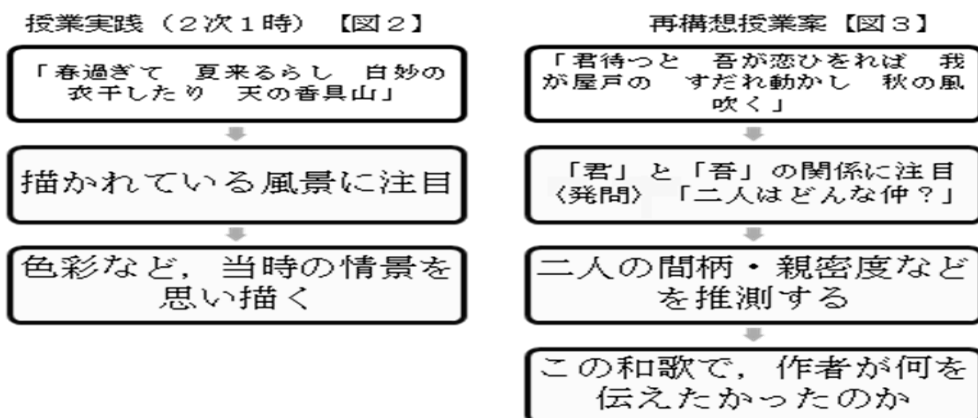 授業実践（２次１時）【図２】
「春過ぎて　夏来るらし　白妙の
衣干したり　天の香具山」
描かれている風景に注目
色彩など，当時の情景を
思い描く
再構想授業案【図３】
「君待つと　吾が恋ひをれば　我
が屋戸の　すだれ動かし　秋の風
吹く」
「君」と「吾」の関係に注目
〈発問〉「二人はどんな仲？」
二人の間柄・親密度など
を推測する
この和歌で，作者が何を
伝えたかったのか